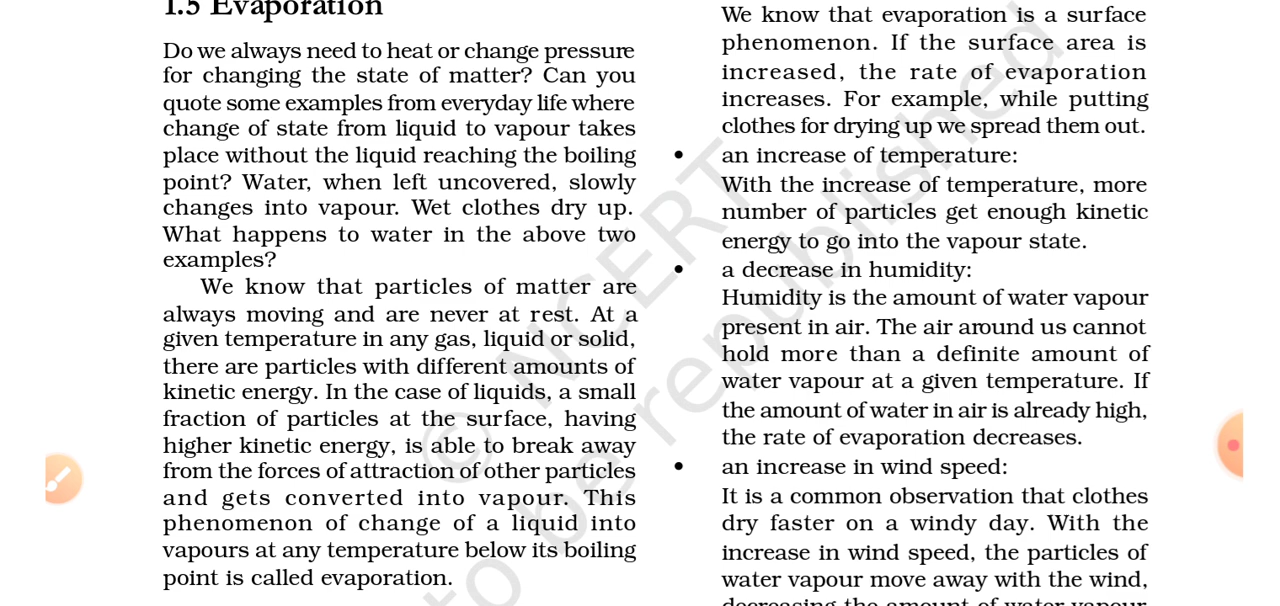 1.5 Evaporation
Do we always need to heat or change pressure
for changing the state of matter? Can you
quote some examples from everyday life where
change of state from liquid to vapour takes
place without the liquid reaching the boiling
point? Water, when left uncovered, slowly
changes into vapour. Wet clothes dry up.
What happens to water in the above two
examples?
We know that particles of matter are
always moving and are never at rest. At a
given temperature in any gas, liquid or solid,
there are particles with different amounts of
kinetic energy. In the case of liquids, a small
fraction of particles at the surface, having
higher kinetic energy, is able to break away
from the forces of attraction of other particles
and gets converted into vapour. This
phenomenon of change of a liquid into
vapours at any temperature below its boiling
point is called evaporation.
We know that evaporation is a surface
phenomenon. If the surface area is
increased, the rate of evaporation
increases. For example, while putting
clothes for drying up we spread them out.
• an increase of temperature:
With the increase of temperature, more
number of particles get enough kinetic
energy to go into the vapour state.
• a decrease in humidity:
Humidity is the amount of water vapour
present in air. The air around us cannot
hold more than a definite amount of
water vapour at a given temperature. If
the amount of water in air is already high,
the rate of evaporation decreases.
• an increase in wind speed:
It is a common observation that clothes
dry faster on a windy day. With the
increase in wind speed, the particles of
water vapour move away with the wind,
decreasing the amount of water vapour
© NCERT
to be republished